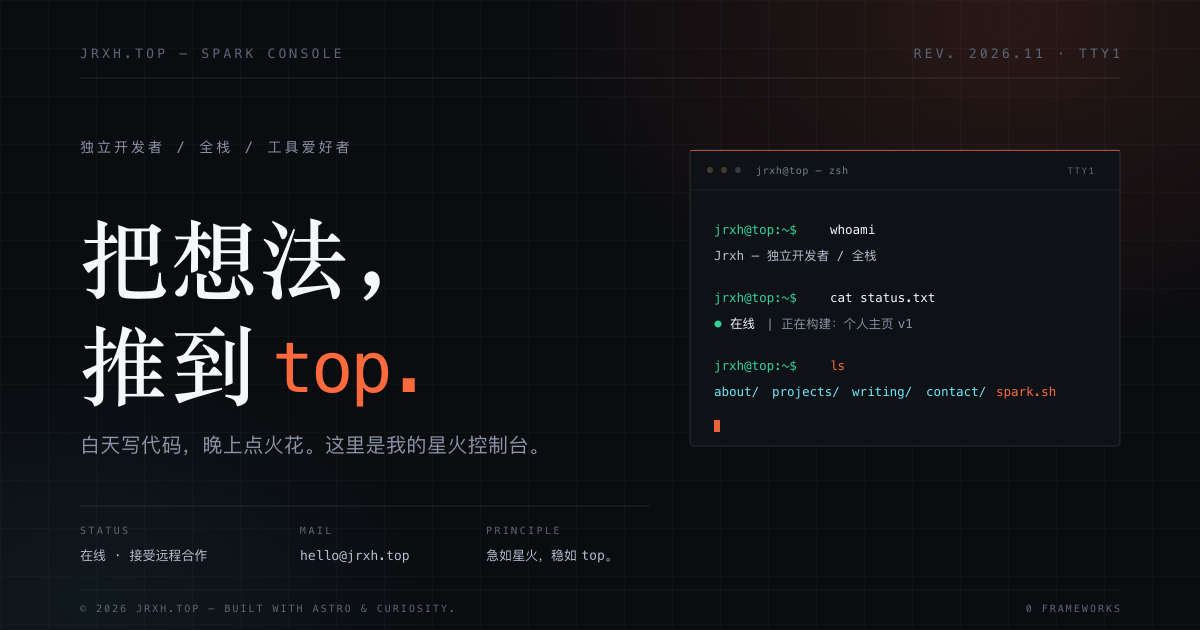 JRXH.TOP — SPARK CONSOLE
REV. 2026.11 · TTY1
独立开发者 / 全栈 / 工具爱好者
把想法，
推到 top.
白天写代码，晚上点火花。这里是我的星火控制台。
jrxh@top — zsh
TTY1
jrxh@top:~$ whoami
Jrxh — 独立开发者 / 全栈
jrxh@top:~$ cat status.txt
● 在线 | 正在构建：个人主页 v1
jrxh@top:~$ ls
about/ projects/ writing/ contact/ spark.sh
STATUS
在线 · 接受远程合作
MAIL
hello@jrxh.top
PRINCIPLE
急如星火，稳如 top。
© 2026 JRXH.TOP — BUILT WITH ASTRO & CURIOSITY.
0 FRAMEWORKS